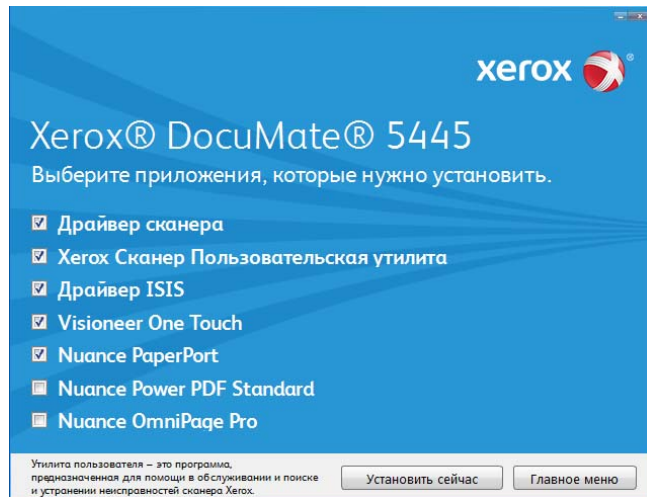 xerox
Xerox® DocuMate® 5445
Выберите приложения, которые нужно установить.
Драйвер сканера
Xerox Сканер Пользовательская утилита
Драйвер ISIS
Visioneer One Touch
Nuance PaperPort
Nuance Power PDF Standard
Nuance OmniPage Pro
Утилита пользователя – это программа,
предназначенная для помощи в обслуживании и поиске
и устранении неисправностей сканера Xerox.
Установить сейчас
Главное меню